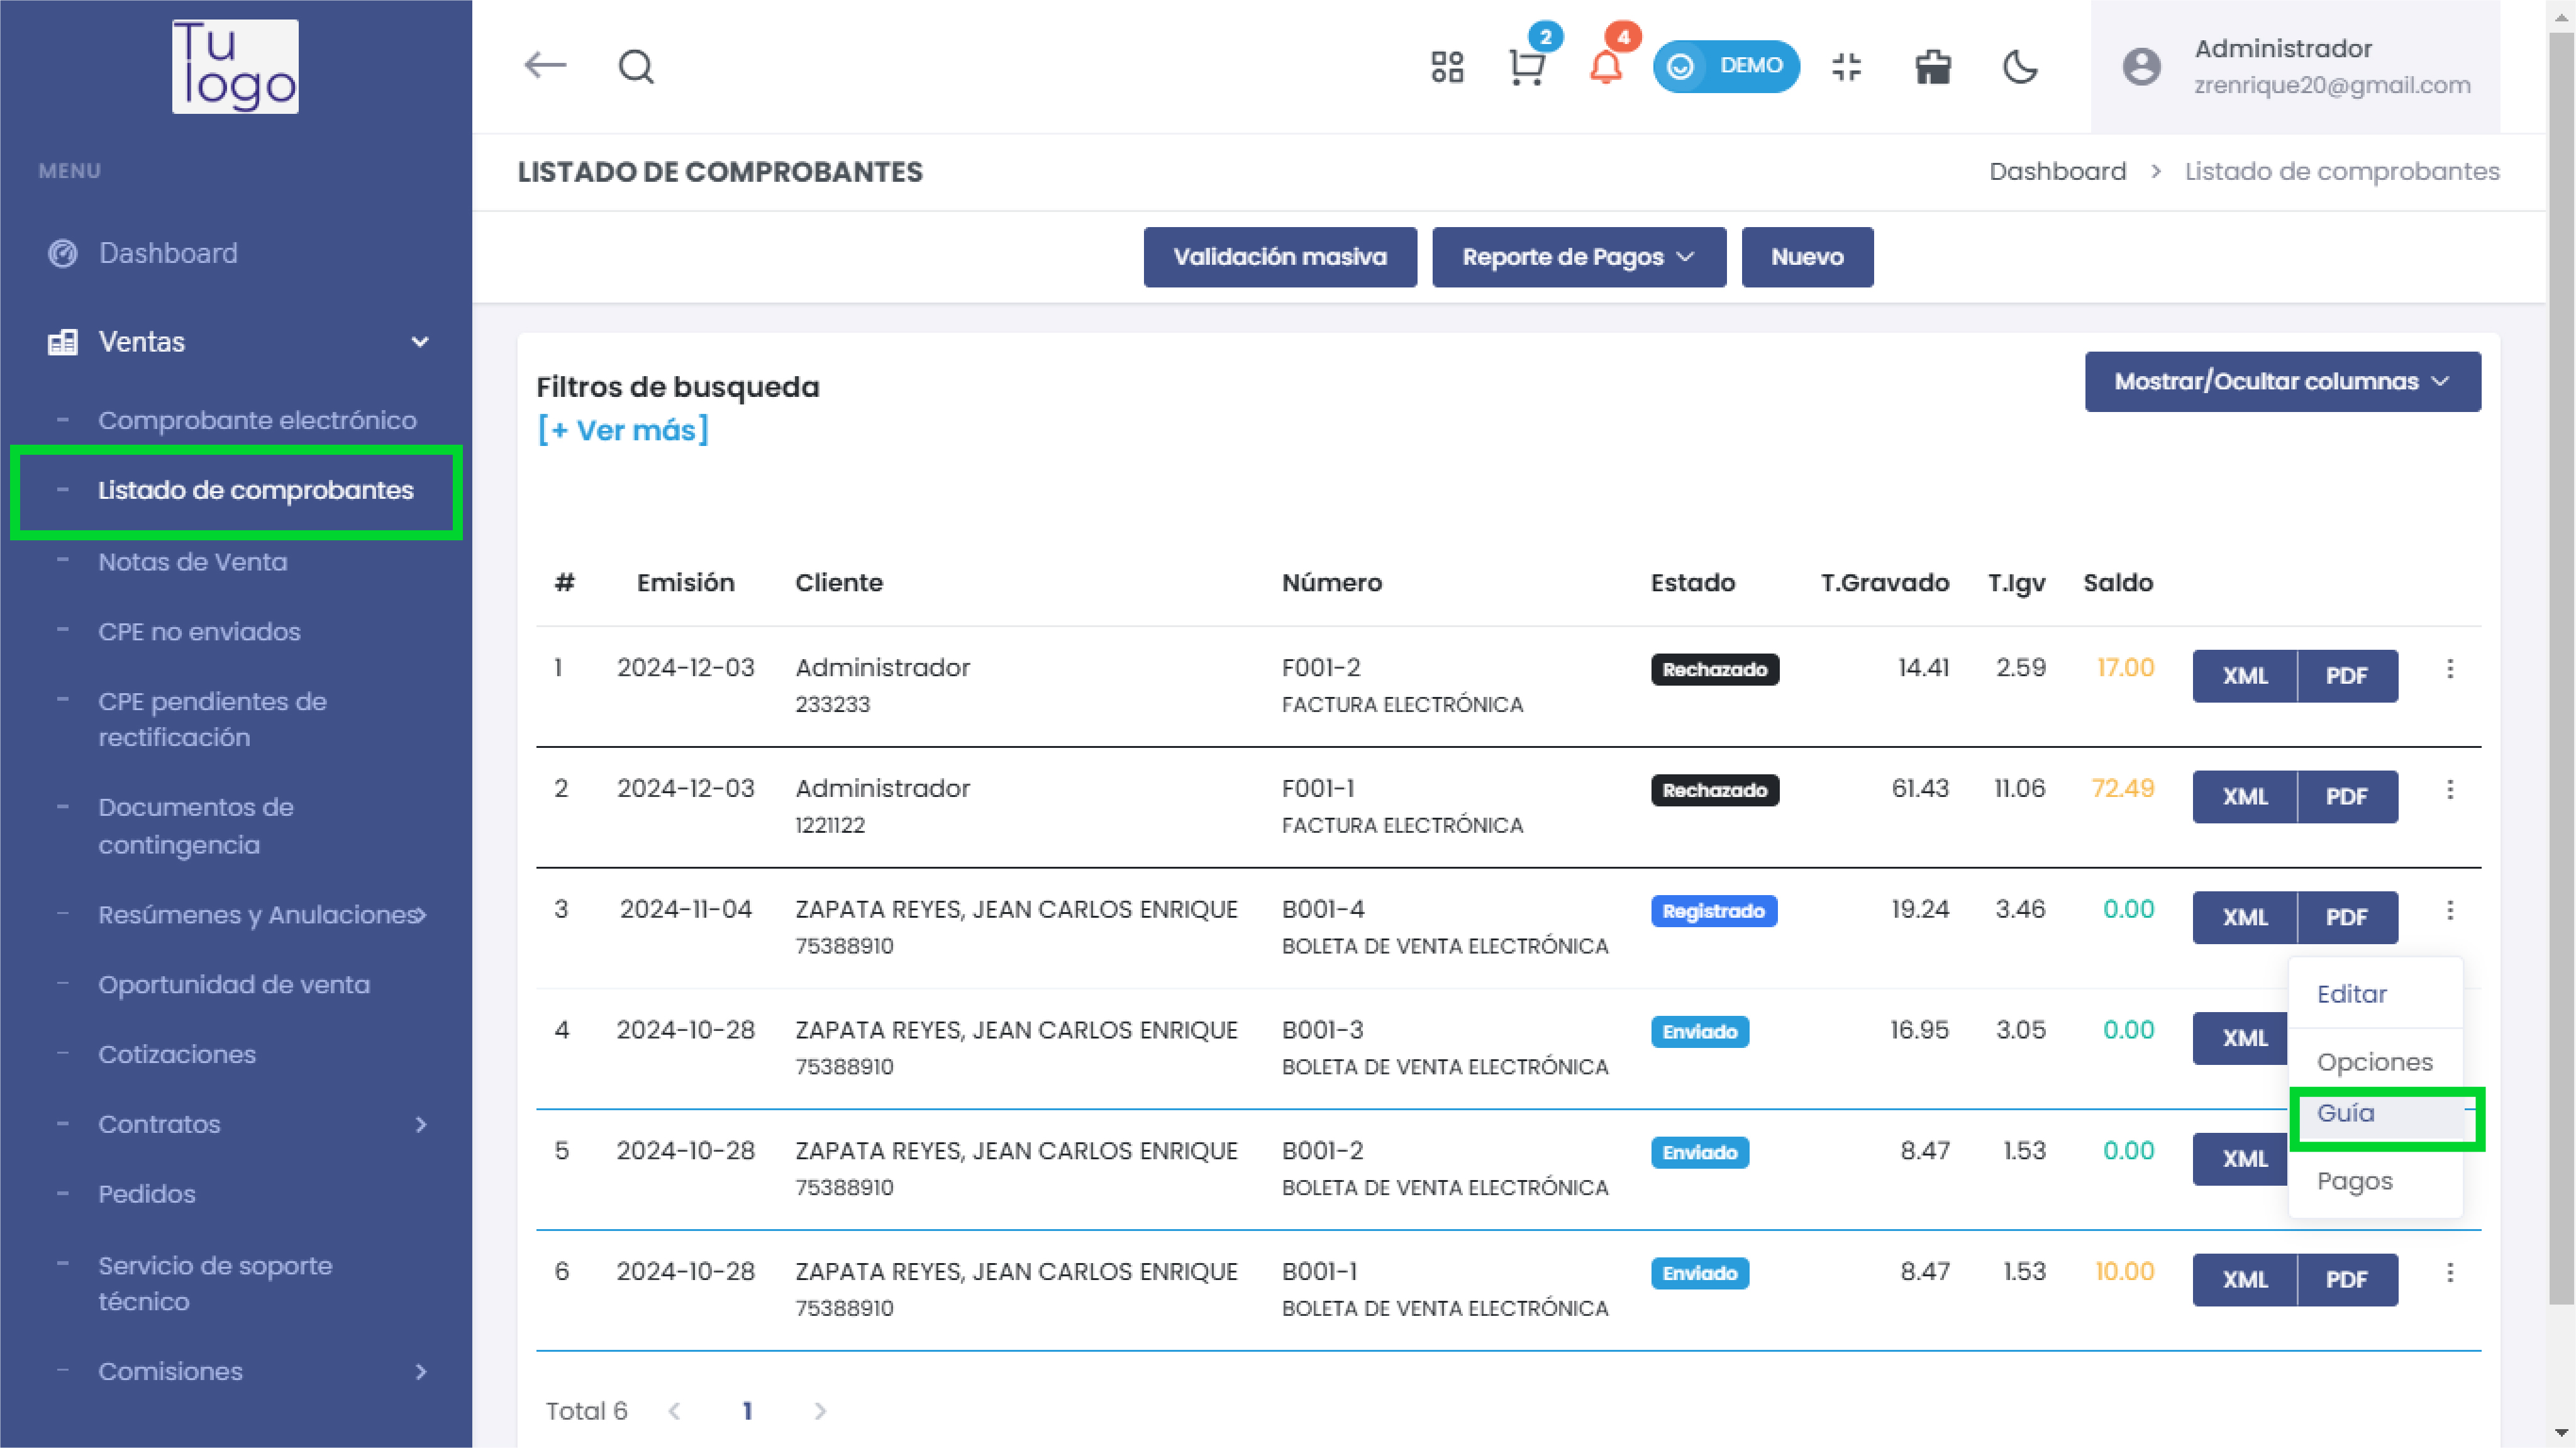 Tu
logo
MENU
Dashboard
Ventas
- Comprobante electrónico
- Listado de comprobantes
- Notas de Venta
- CPE no enviados
- CPE pendientes de
rectificación
- Documentos de
contingencia
- Resúmenes y Anulaciones
- Oportunidad de venta
- Cotizaciones
- Contratos
- Pedidos
- Servicio de soporte
técnico
- Comisiones
2
4
DEMO
Administrador
zrenrique20@gmail.com
LISTADO DE COMPROBANTES
Dashboard > Listado de comprobantes
Validación masiva
Reporte de Pagos
Nuevo
Filtros de busqueda
[+ Ver más]
Mostrar/Ocultar columnas
# Emisión Cliente Número Estado T.Gravado T.Igv Saldo
1 2024-12-03 Administrador F001-2 Rechazado 14.41 2.59 17.00 XML PDF
233233 FACTURA ELECTRÓNICA
2 2024-12-03 Administrador F001-1 Rechazado 61.43 11.06 72.49 XML PDF
1221122 FACTURA ELECTRÓNICA
3 2024-11-04 ZAPATA REYES, JEAN CARLOS ENRIQUE B001-4 Registrado 19.24 3.46 0.00 XML PDF
75388910 BOLETA DE VENTA ELECTRÓNICA
4 2024-10-28 ZAPATA REYES, JEAN CARLOS ENRIQUE B001-3 Enviado 16.95 3.05 0.00 XML
75388910 BOLETA DE VENTA ELECTRÓNICA
5 2024-10-28 ZAPATA REYES, JEAN CARLOS ENRIQUE B001-2 Enviado 8.47 1.53 0.00 XML
75388910 BOLETA DE VENTA ELECTRÓNICA
6 2024-10-28 ZAPATA REYES, JEAN CARLOS ENRIQUE B001-1 Enviado 8.47 1.53 10.00 XML PDF
75388910 BOLETA DE VENTA ELECTRÓNICA
Editar
Opciones
Guía
Pagos
Total 6 < 1 >